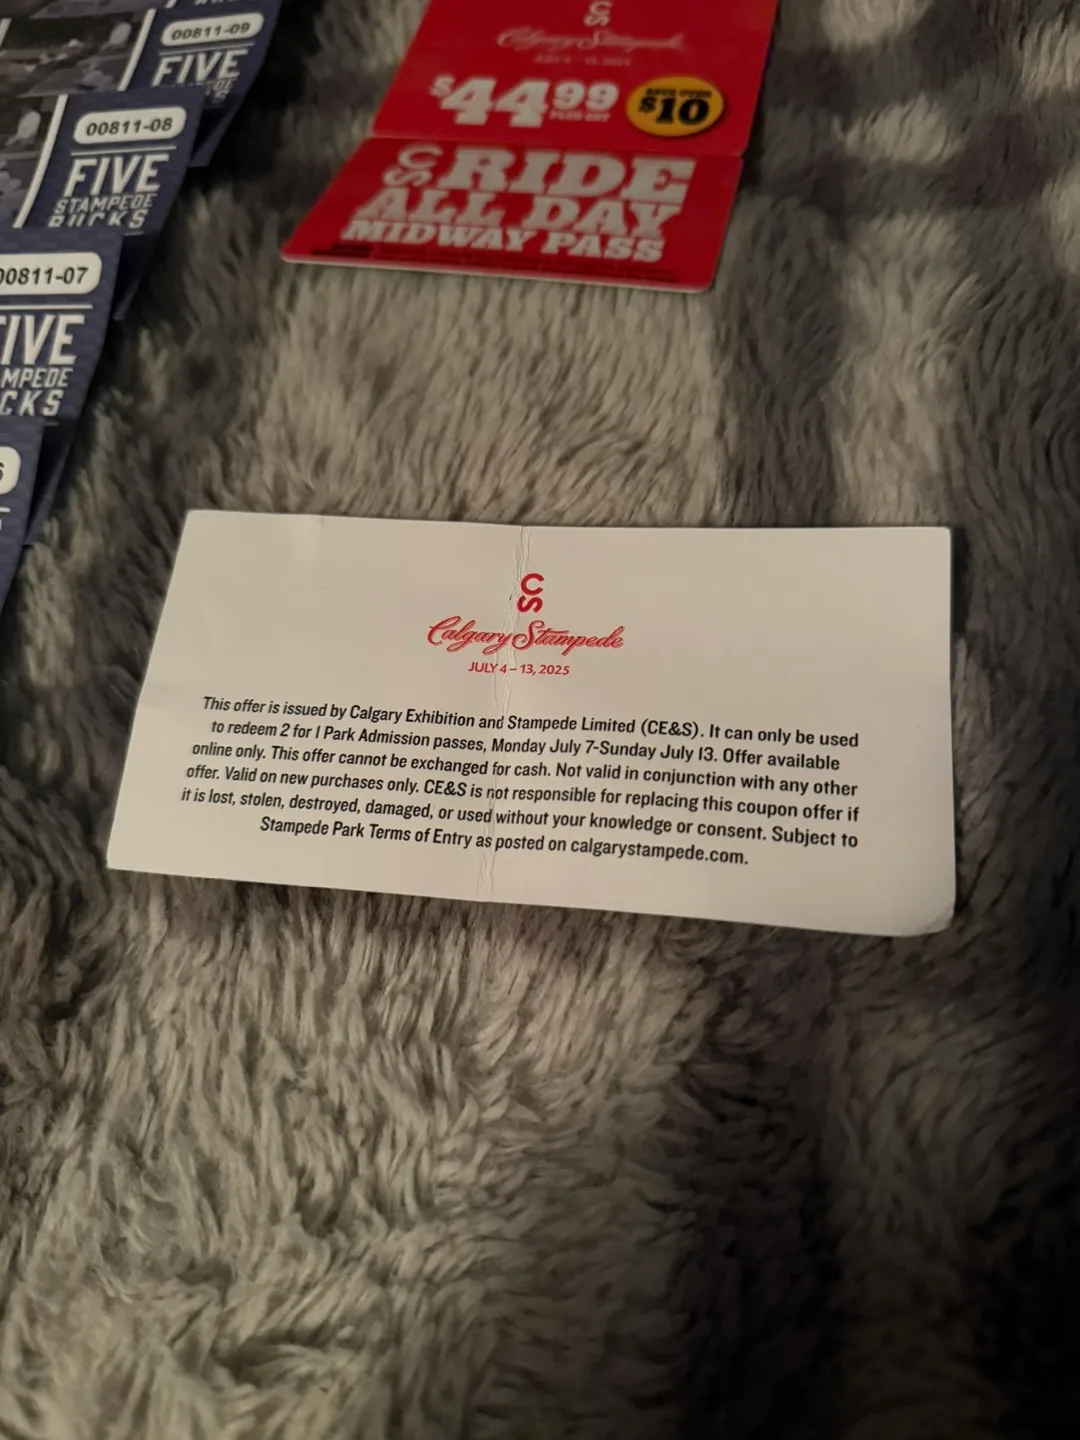 00811-09
FIVE
00811-08
FIVE
STAMPEDE
BUCKS
00811-07
FIVE
MPEDE
CKS
CS
Calgary Stampede
$44.99
PLUS GST
SAVE OVER
$10
CS RIDE
ALL DAY
MIDWAY PASS
CS
Calgary Stampede
JULY 4 – 13, 2025
This offer is issued by Calgary Exhibition and Stampede Limited (CE&S). It can only be used
to redeem 2 for 1 Park Admission passes, Monday July 7-Sunday July 13. Offer available
online only. This offer cannot be exchanged for cash. Not valid in conjunction with any other
offer. Valid on new purchases only. CE&S is not responsible for replacing this coupon offer if
it is lost, stolen, destroyed, damaged, or used without your knowledge or consent. Subject to
Stampede Park Terms of Entry as posted on calgarystampede.com.